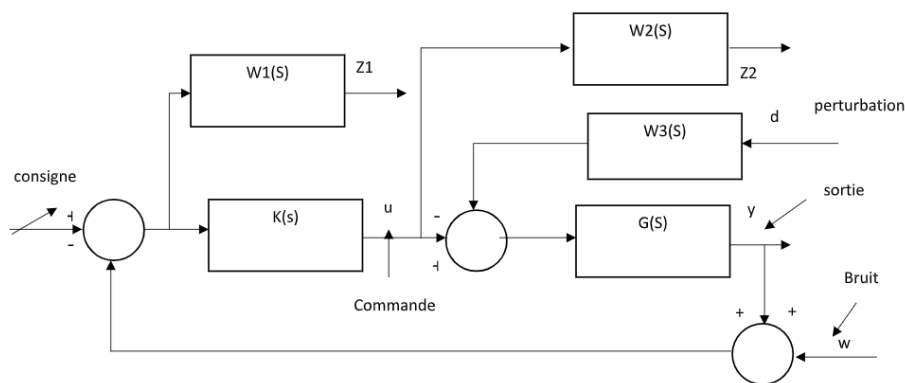 W2(S)
W1(S)
Z1
Z2
d
perturbation
W3(S)
consigne
sortie
+
-
K(s)
u
-
+
G(S)
y
Commande
Bruit
+
+
w